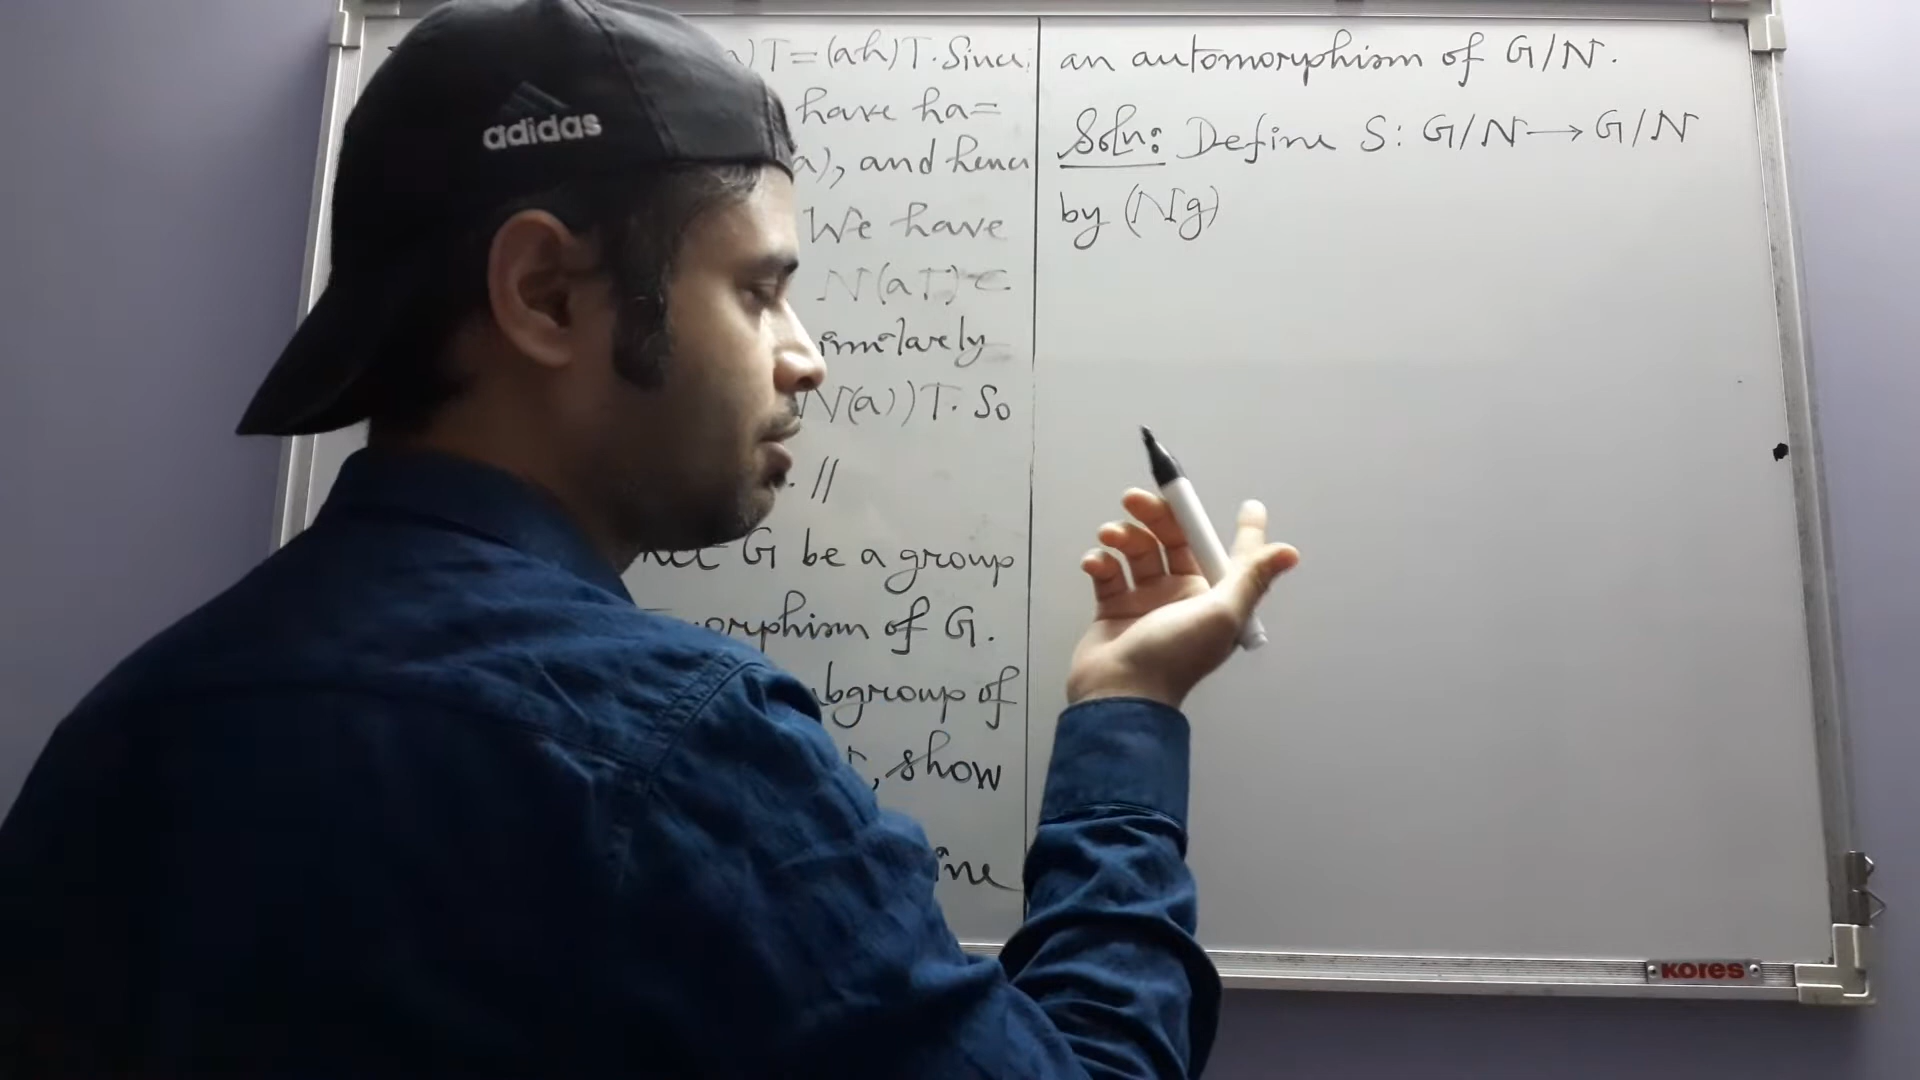 adidas
T=(ah)T. Since
have ha=
a), and hence
We have
N(aT)⊂
imilarly
N(a))T. So
. //
G be a group
orphism of G.
bgroup of
, show
ine
an automorphism of G/N.
Soln: Define S: G/N → G/N
by (Ng)
KORES